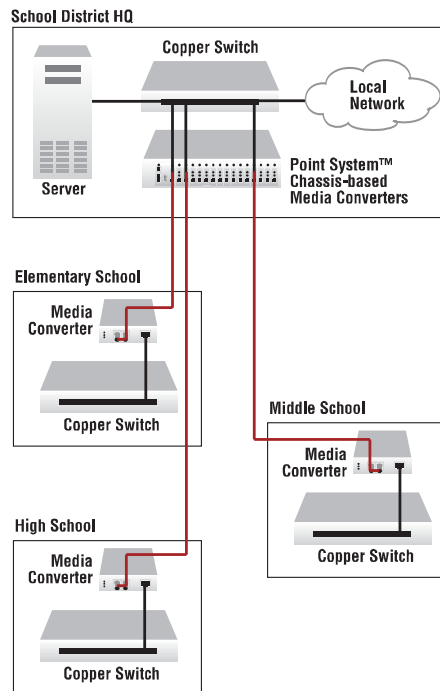 School District HQ
Copper Switch
Local
Network
Server
Point System™
Chassis-based
Media Converters
Elementary School
Media
Converter
Copper Switch
Middle School
Media
Converter
Copper Switch
High School
Media
Converter
Copper Switch